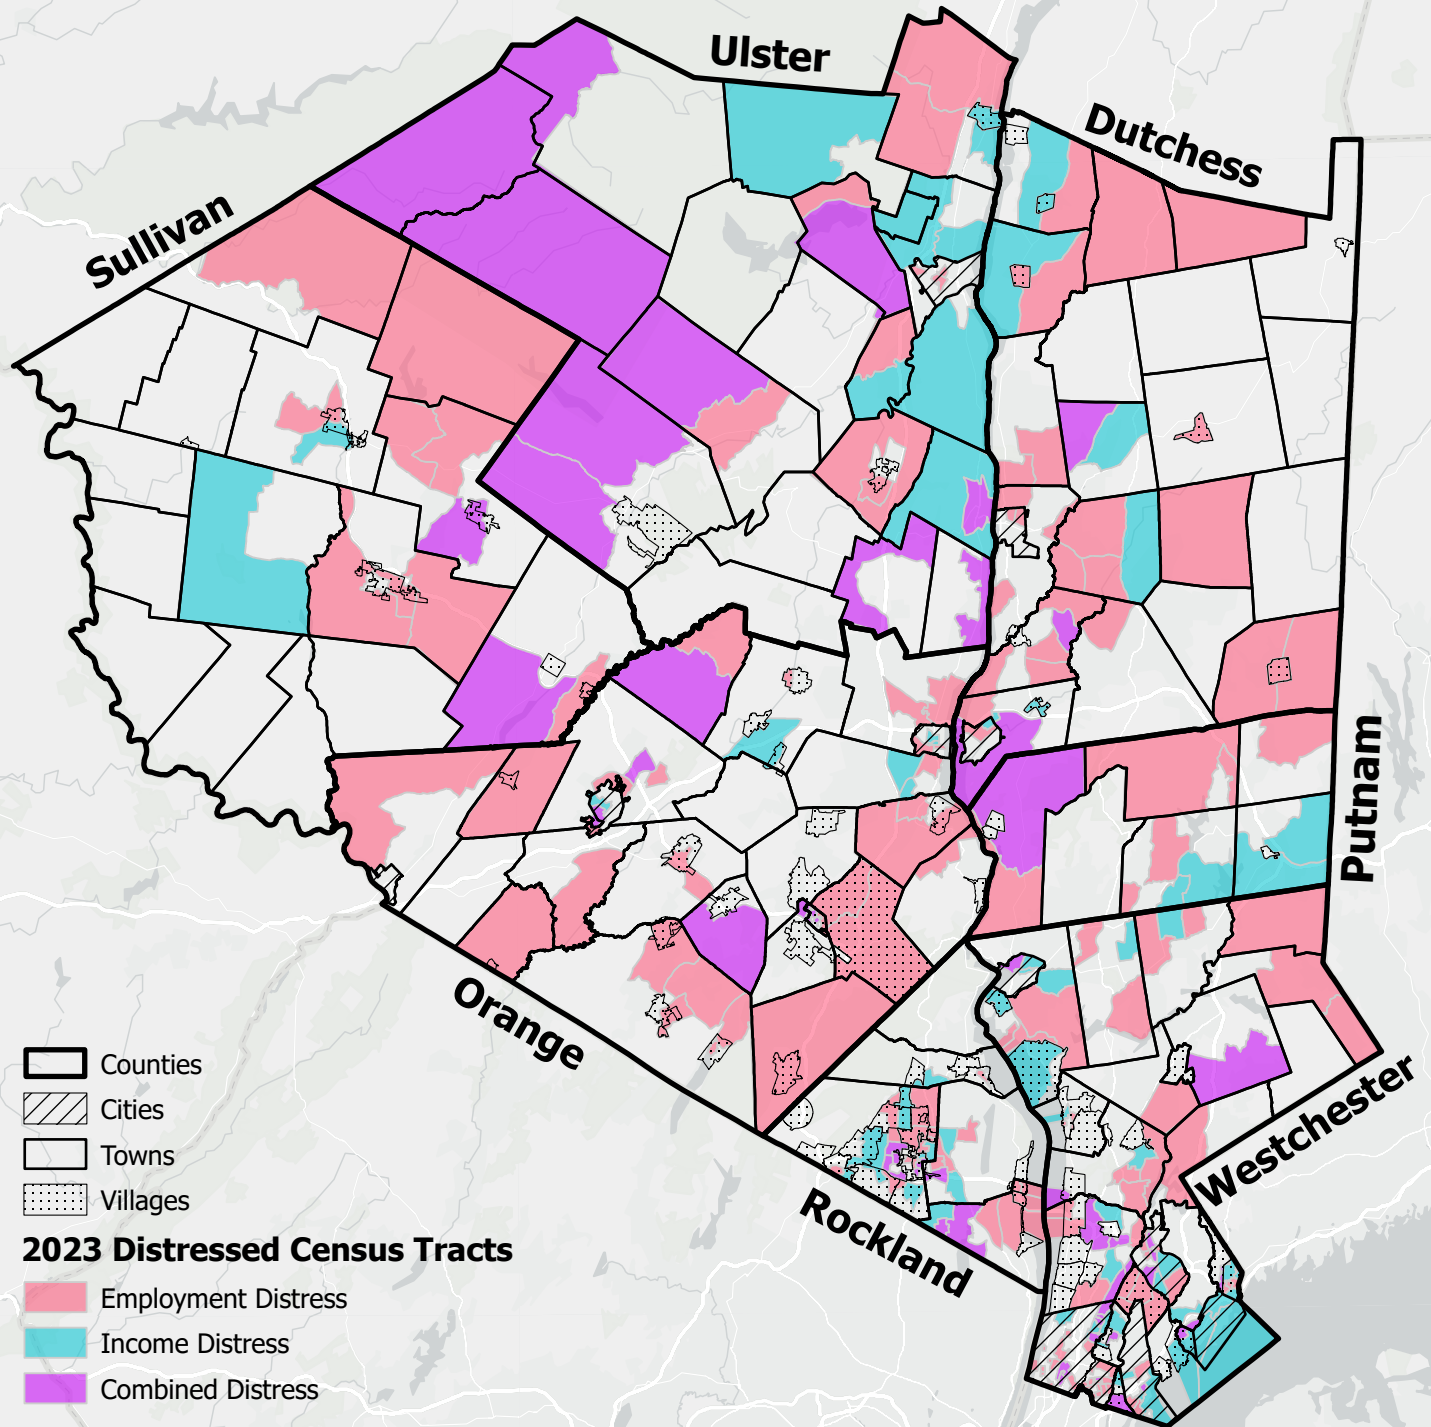 Ulster
Dutchess
Sullivan
Putnam
Orange
Westchester
Rockland
Counties
Cities
Towns
Villages
2023 Distressed Census Tracts
Employment Distress
Income Distress
Combined Distress